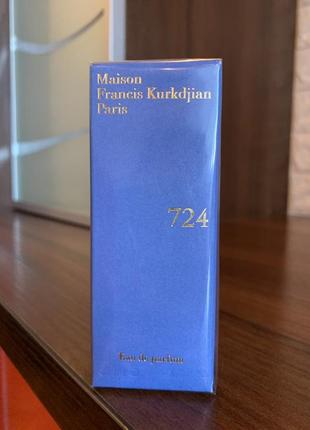 Maison
Francis Kurkdjian
Paris
724
Eau de parfum